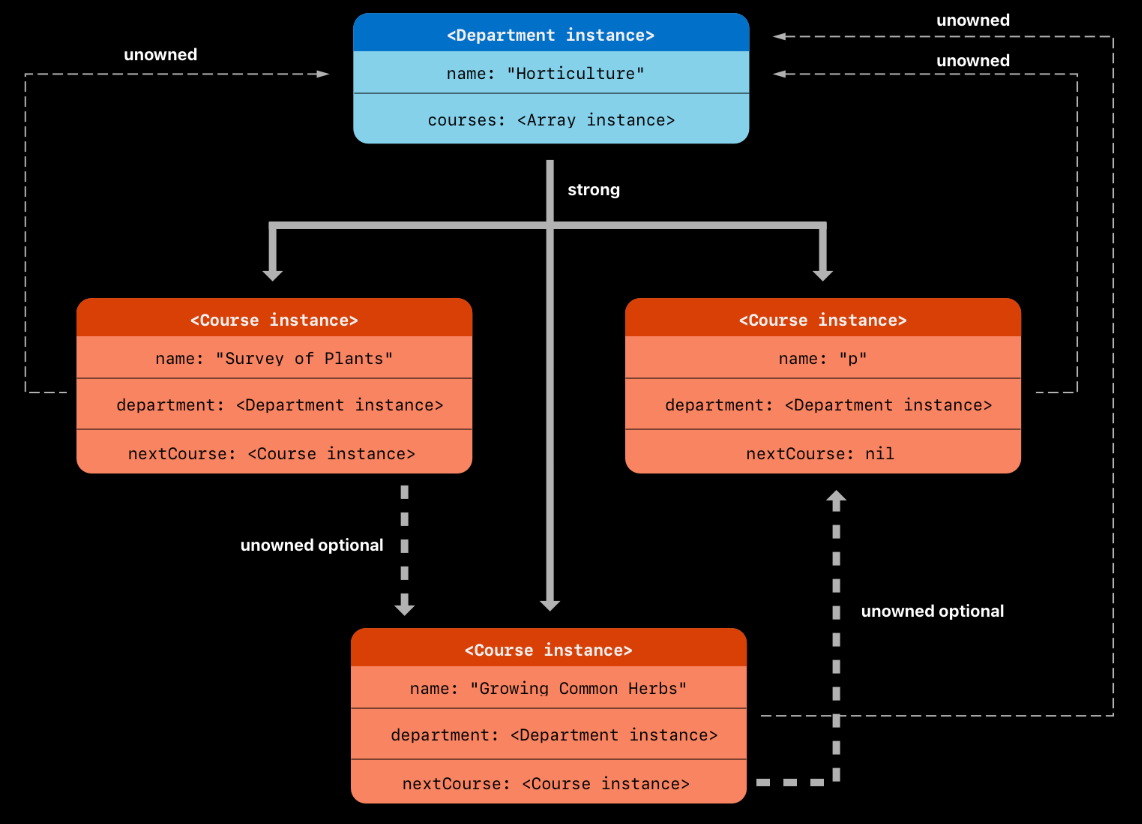 unowned
<Department instance>
unowned
name: "Horticulture"
unowned
courses: <Array instance>
strong
<Course instance>
name: "Survey of Plants"
department: <Department instance>
nextCourse: <Course instance>
<Course instance>
name: "p"
department: <Department instance>
nextCourse: nil
unowned optional
unowned optional
<Course instance>
name: "Growing Common Herbs"
department: <Department instance>
nextCourse: <Course instance>